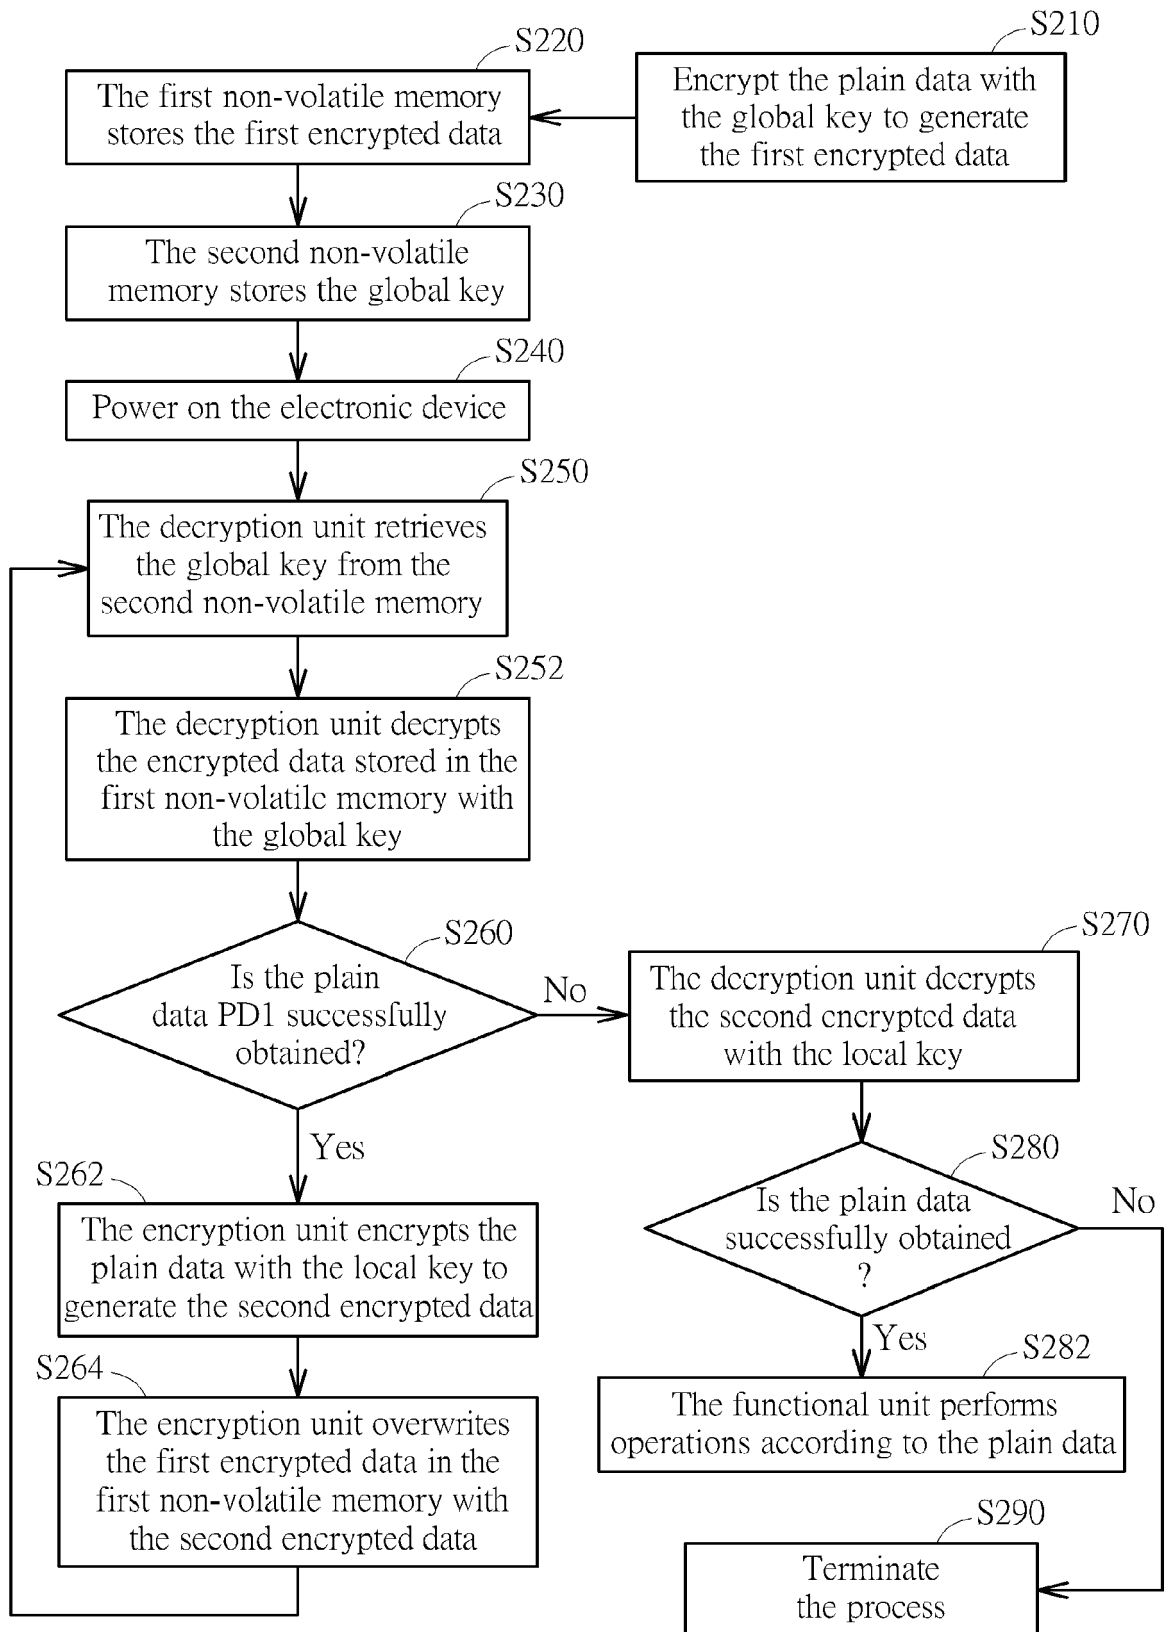 S210
Encrypt the plain data with
the global key to generate
the first encrypted data
S220
The first non-volatile memory
stores the first encrypted data
S230
The second non-volatile
memory stores the global key
S240
Power on the electronic device
S250
The decryption unit retrieves
the global key from the
second non-volatile memory
S252
The decryption unit decrypts
the encrypted data stored in the
first non-volatile memory with
the global key
S260
Is the plain
data PD1 successfully
obtained?
No
Yes
S262
The encryption unit encrypts the
plain data with the local key to
generate the second encrypted data
S264
The encryption unit overwrites
the first encrypted data in the
first non-volatile memory with
the second encrypted data
S270
The decryption unit decrypts
the second encrypted data
with the local key
S280
Is the plain data
successfully obtained
?
No
Yes
S282
The functional unit performs
operations according to the plain data
S290
Terminate
the process